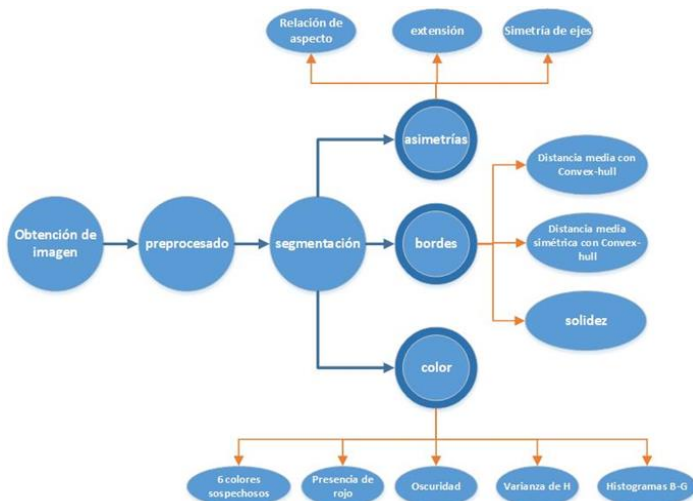 Relación de
aspecto
extensión
Simetría de ejes
asimetrías
Distancia media con
Convex-hull
Obtención de
imagen
preprocesado
segmentación
bordes
Distancia media
simétrica con Convex-
hull
solidez
color
6 colores
sospechosos
Presencia de
rojo
Oscuridad
Varianza de H
Histogramas B-G